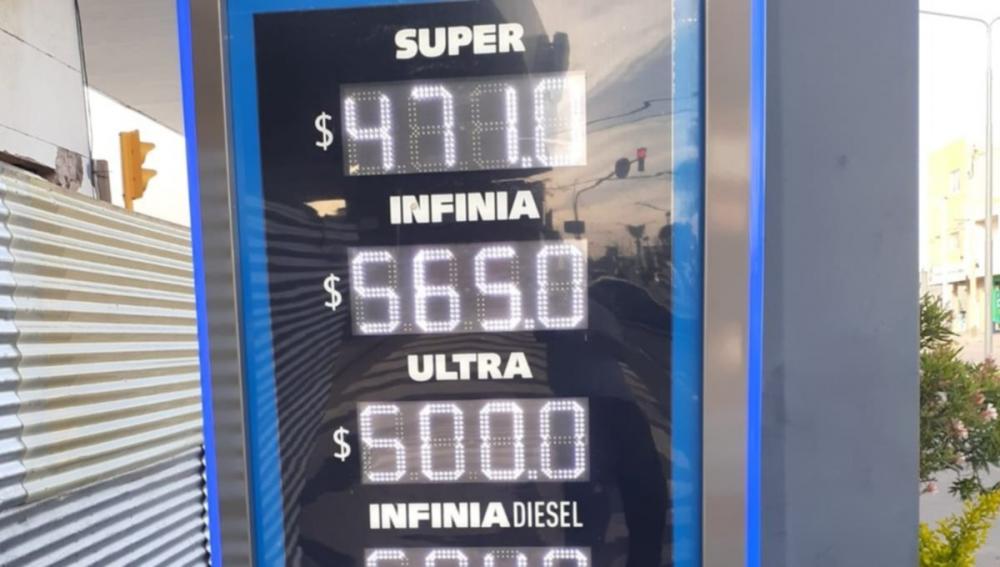 SUPER
$ 471.0
INFINIA
$ 565.0
ULTRA
$ 500.0
INFINIA DIESEL